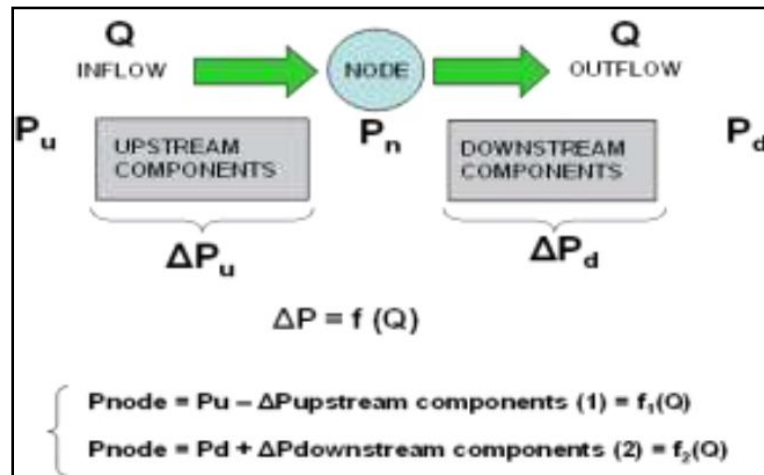 Q Q
INFLOW NODE OUTFLOW
Pu Pn Pd
UPSTREAM COMPONENTS
DOWNSTREAM COMPONENTS
ΔPu ΔPd
ΔP = f (Q)
Pnode = Pu – ΔPupstream components (1) = f₁(Q)
Pnode = Pd + ΔPdownstream components (2) = f₂(Q)